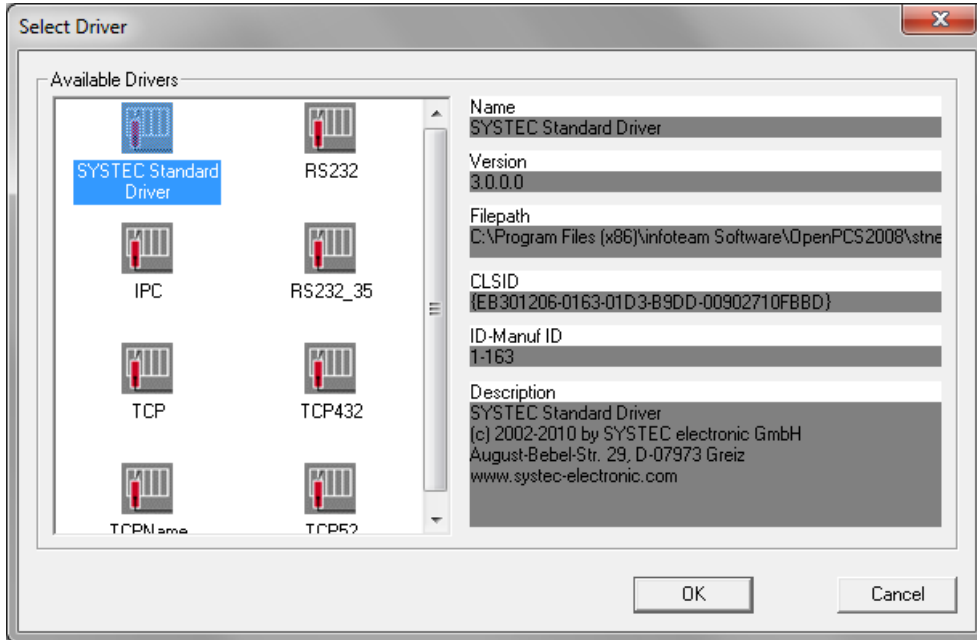 Select Driver
Available Drivers
SYSTEC Standard
Driver
RS232
IPC
RS232_35
TCP
TCP432
TCPName
TCP52
Name
SYSTEC Standard Driver
Version
3.0.0.0
Filepath
C:\Program Files (x86)\infoteam Software\OpenPCS2008\stne
CLSID
{EB301206-0163-01D3-B9DD-00902710FBBD}
ID-Manuf ID
1-163
Description
SYSTEC Standard Driver
(c) 2002-2010 by SYSTEC electronic GmbH
August-Bebel-Str. 29, D-07973 Greiz
www.systec-electronic.com
OK
Cancel